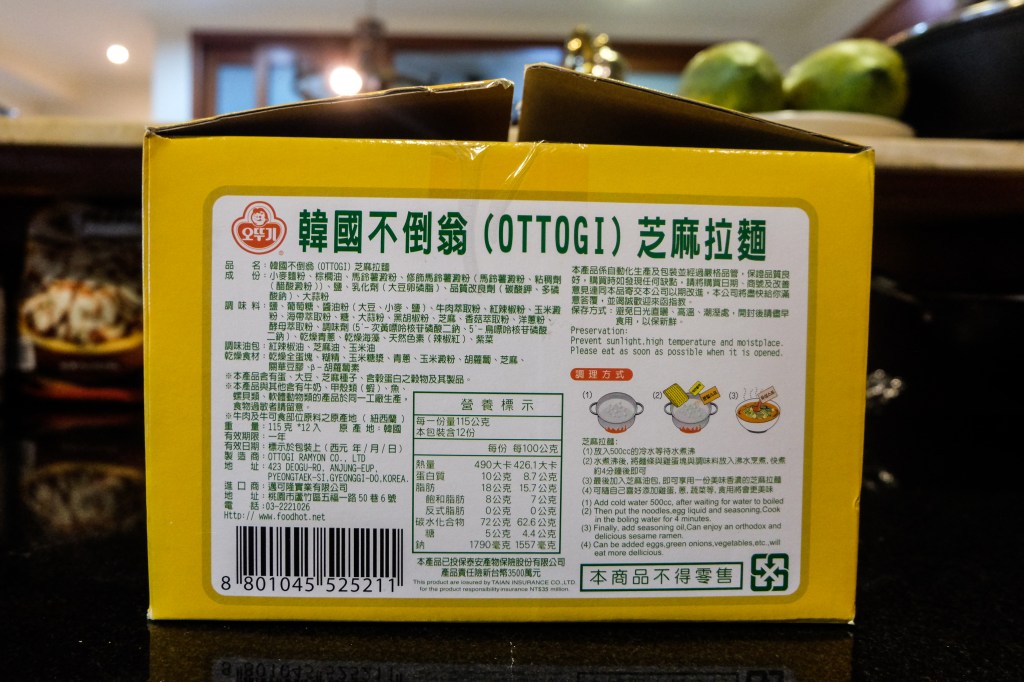 오뚜기
韓國不倒翁(OTTOGI)芝麻拉麵
品 名:韓國不倒翁(OTTOGI)芝麻拉麵
成 份:小麥麵粉、棕櫚油、馬鈴薯澱粉、修飾馬鈴薯澱粉(馬鈴薯澱粉、粘稠劑
(醋酸澱粉))、鹽、乳化劑(大豆卵磷脂)、品質改良劑(碳酸鉀、多磷
酸鈉)、大蒜粉
調 味 料:鹽、葡萄糖、醬油粉(大豆、小麥、鹽)、牛肉萃取粉、紅辣椒粉、玉米澱
粉、海帶萃取粉、糖、大蒜粉、黑胡椒粉、芝麻、香菇萃取粉、洋蔥粉、
酵母萃取粉、調味劑(5'-次黃嘌呤核苷磷酸二鈉、5'-鳥嘌呤核苷磷酸
二鈉)、乾燥青蔥、乾燥海藻、天然色素(辣椒紅)、紫菜
調味油包:紅辣椒油、芝麻油、玉米油
乾燥食材:乾燥全蛋塊、糊精、玉米糖漿、青蔥、玉米澱粉、胡蘿蔔、芝麻、
關華豆膠、β-胡蘿蔔素
※本產品含有蛋、大豆、芝麻種子、含穀蛋白之穀物及其製品。
※本產品與其他含有牛奶、甲殼類(蝦)、魚、
螺貝類、軟體動物類的產品於同一工廠生產,
食物過敏者請留意。
※牛肉及牛可食部位原料之原產地(紐西蘭)
重 量:115克*12入 原 產 地:韓國
有效期限:一年
有效日期:標示於包裝上(西元 年/月/日)
製 造 商:OTTOGI RAMYON CO., LTD
地 址:423 DEOGU-RO, ANJUNG-EUP,
PYEONGTAEK-SI,GYEONGGI-DO,KOREA.
進 口 商:邁可隆實業有限公司
地 址:桃園市蘆竹區五福一路50巷6號
電 話:03-2221026
Http:// www.foodhot.net
8 801045 525211
營 養 標 示
每一份量115公克
本包裝含12份
每份 每100公克
熱量 490大卡 426.1大卡
蛋白質 10公克 8.7公克
脂肪 18公克 15.7公克
飽和脂肪 8公克 7公克
反式脂肪 0公克 0公克
碳水化合物 72公克 62.6公克
糖 5公克 4.4公克
鈉 1790毫克 1557毫克
本產品已投保泰安產物保險股份有限公司
產品責任險新台幣3500萬元
This product are insured by TAIAN INSURANCE CO.,LTD.
for the product responsibility insurance NT$35 million.
本產品係自動化生產及包裝並經過嚴格品管,保證品質良
好,購買時如發現任何缺點,請將購買日期、商號及改善
意見連同本品寄交本公司以期改進,本公司將盡快給你滿
意答覆,並竭誠歡迎來函指教。
保存方式:避免日光直曬、高溫、潮溼處,開封後請儘早
食用,以保新鮮。
Preservation:
Prevent sunlight,high temperature and moistplace.
Please eat as soon as possible when it is opened.
調理方式
(1) (2) (3)
芝麻拉麵:
(1)放入500cc的冷水等待水煮沸
(2)水煮沸後,將麵條與雞蛋塊與調味料放入沸水烹煮,快煮
約4分鐘後即可
(3)最後加入芝麻油包,即可享用一份美味香濃的芝麻拉麵
(4)可隨自己喜好添加雞蛋,蔥,蔬菜等,食用將會更美味
(1) Add cold water 500cc, after waiting for water to boiled
(2) Then put the noodles,egg liquid and seasoning,Cook
in the boling water for 4 minutes.
(3) Finally, add seasoning oil,Can enjoy an orthodox and
delicious sesame ramen.
(4) Can be added eggs,green onions,vegetables,etc.,will
eat more dellicious.
本商品不得零售